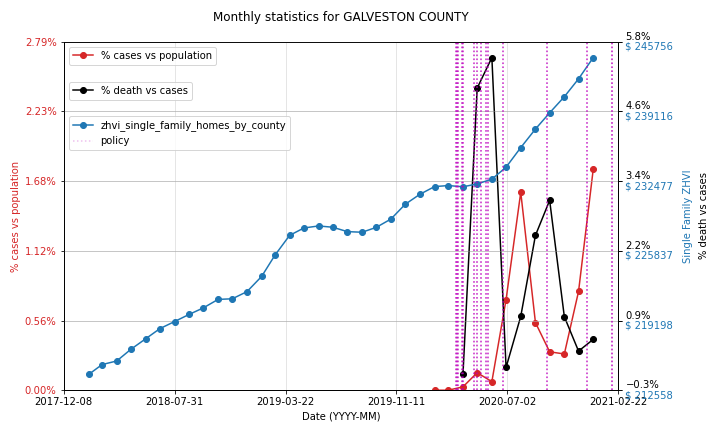 Monthly statistics for GALVESTON COUNTY
% cases vs population
% death vs cases
zhvi_single_family_homes_by_county
policy
2.79%
2.23%
1.68%
1.12%
0.56%
0.00%
% cases vs population
5.8%
$ 245756
4.6%
$ 239116
3.4%
$ 232477
2.2%
$ 225837
0.9%
$ 219198
−0.3%
$ 212558
Single Family ZHVI
% death vs cases
2017-12-08
2018-07-31
2019-03-22
2019-11-11
2020-07-02
2021-02-22
Date (YYYY-MM)